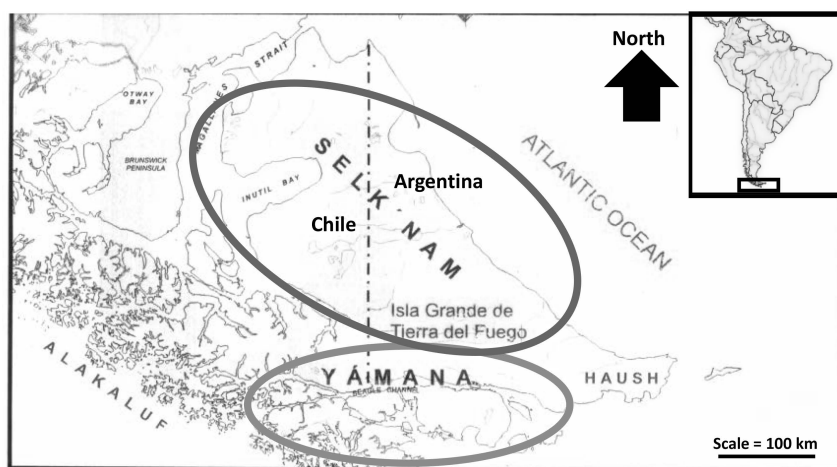 North
STRAIT
OTWAY
BAY
MAGALLENES
BRUNSWICK
PENINSULA
INUTIL BAY
SELK´NAM
Argentina
Chile
ATLANTIC OCEAN
Isla Grande de
Tierra del Fuego
ALAKALUF
YÁMANA
BEAGLE CHANNEL
HAUSH
Scale = 100 km